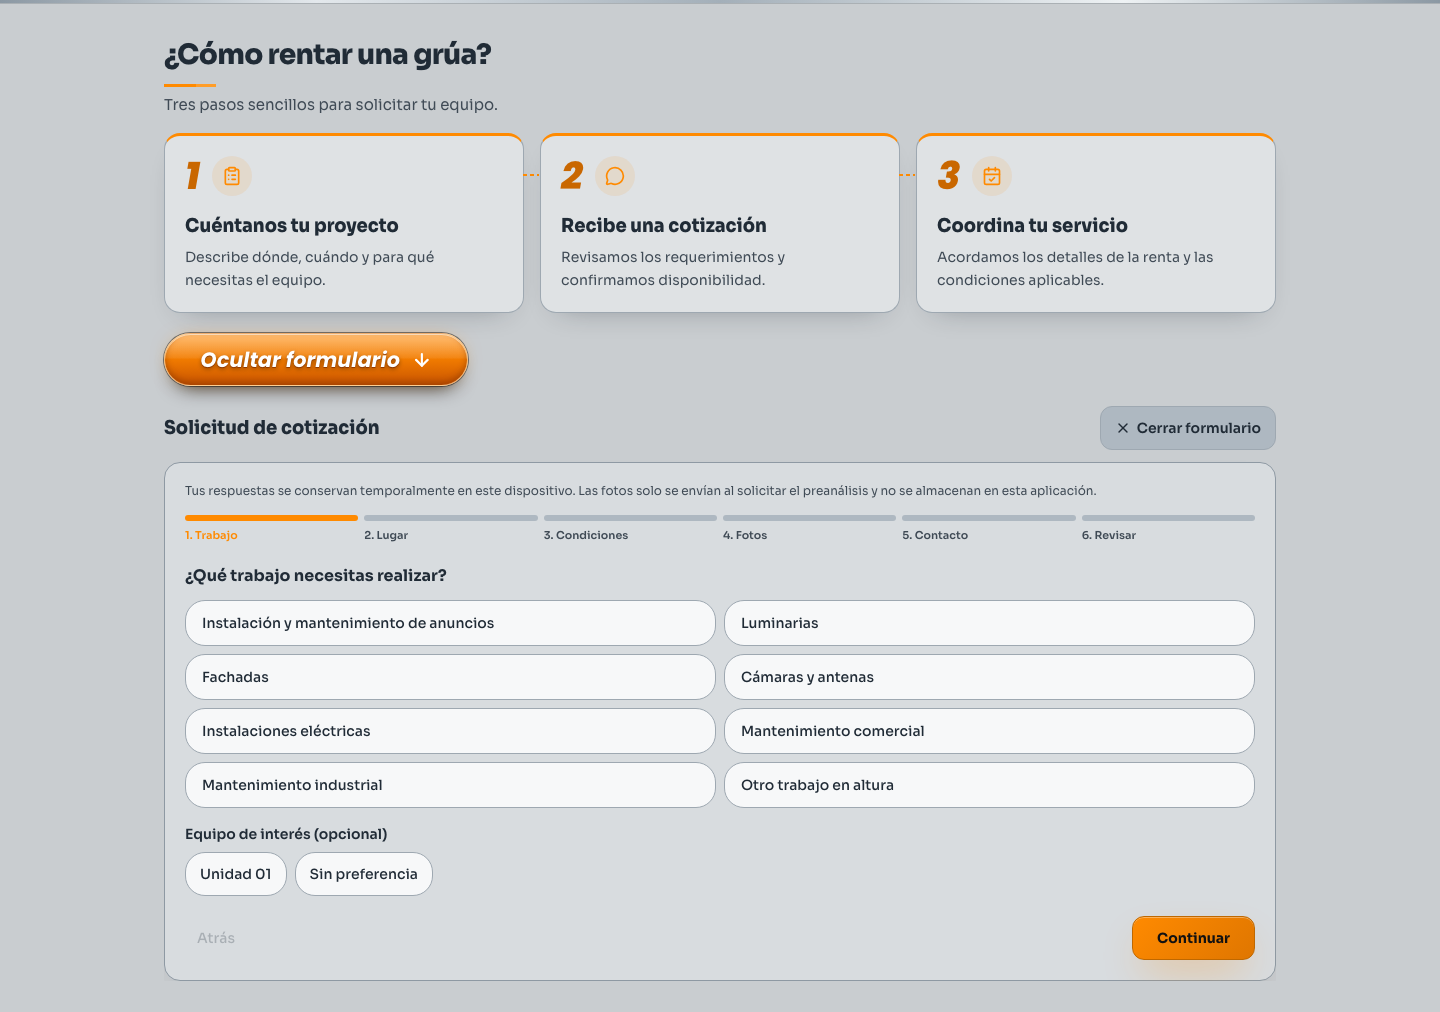 ¿Cómo rentar una grúa?
Tres pasos sencillos para solicitar tu equipo.
1
Cuéntanos tu proyecto
Describe dónde, cuándo y para qué
necesitas el equipo.
2
Recibe una cotización
Revisamos los requerimientos y
confirmamos disponibilidad.
3
Coordina tu servicio
Acordamos los detalles de la renta y las
condiciones aplicables.
Ocultar formulario
Solicitud de cotización
Cerrar formulario
Tus respuestas se conservan temporalmente en este dispositivo. Las fotos solo se envían al solicitar el preanálisis y no se almacenan en esta aplicación.
1. Trabajo
2. Lugar
3. Condiciones
4. Fotos
5. Contacto
6. Revisar
¿Qué trabajo necesitas realizar?
Instalación y mantenimiento de anuncios
Luminarias
Fachadas
Cámaras y antenas
Instalaciones eléctricas
Mantenimiento comercial
Mantenimiento industrial
Otro trabajo en altura
Equipo de interés (opcional)
Unidad 01
Sin preferencia
Atrás
Continuar